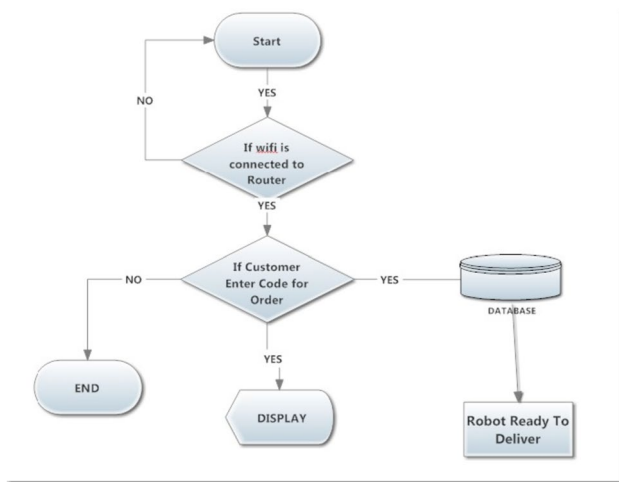 Start
YES
NO
If wifi is
connected to
Router
YES
If Customer
Enter Code for
Order
NO
YES
DATABASE
YES
END
DISPLAY
Robot Ready To
Deliver